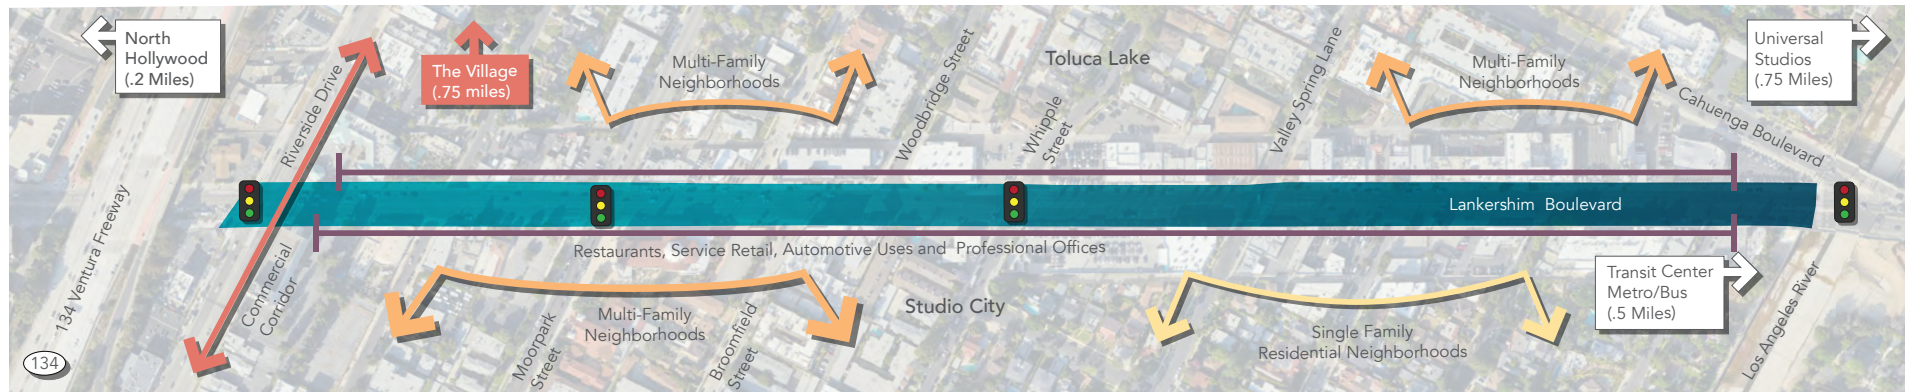 North
Hollywood
(.2 Miles)
Riverside Drive
The Village
(.75 miles)
Multi-Family
Neighborhoods
Woodbridge Street
Toluca Lake
Whipple
Street
Valley Spring Lane
Multi-Family
Neighborhoods
Cahuenga Boulevard
Universal
Studios
(.75 Miles)
Lankershim Boulevard
134 Ventura Freeway
Commercial
Corridor
Restaurants, Service Retail, Automotive Uses and Professional Offices
Moorpark
Street
Multi-Family
Neighborhoods
Broomfield
Street
Studio City
Single Family
Residential Neighborhoods
Transit Center
Metro/Bus
(.5 Miles)
Los Angeles River
134